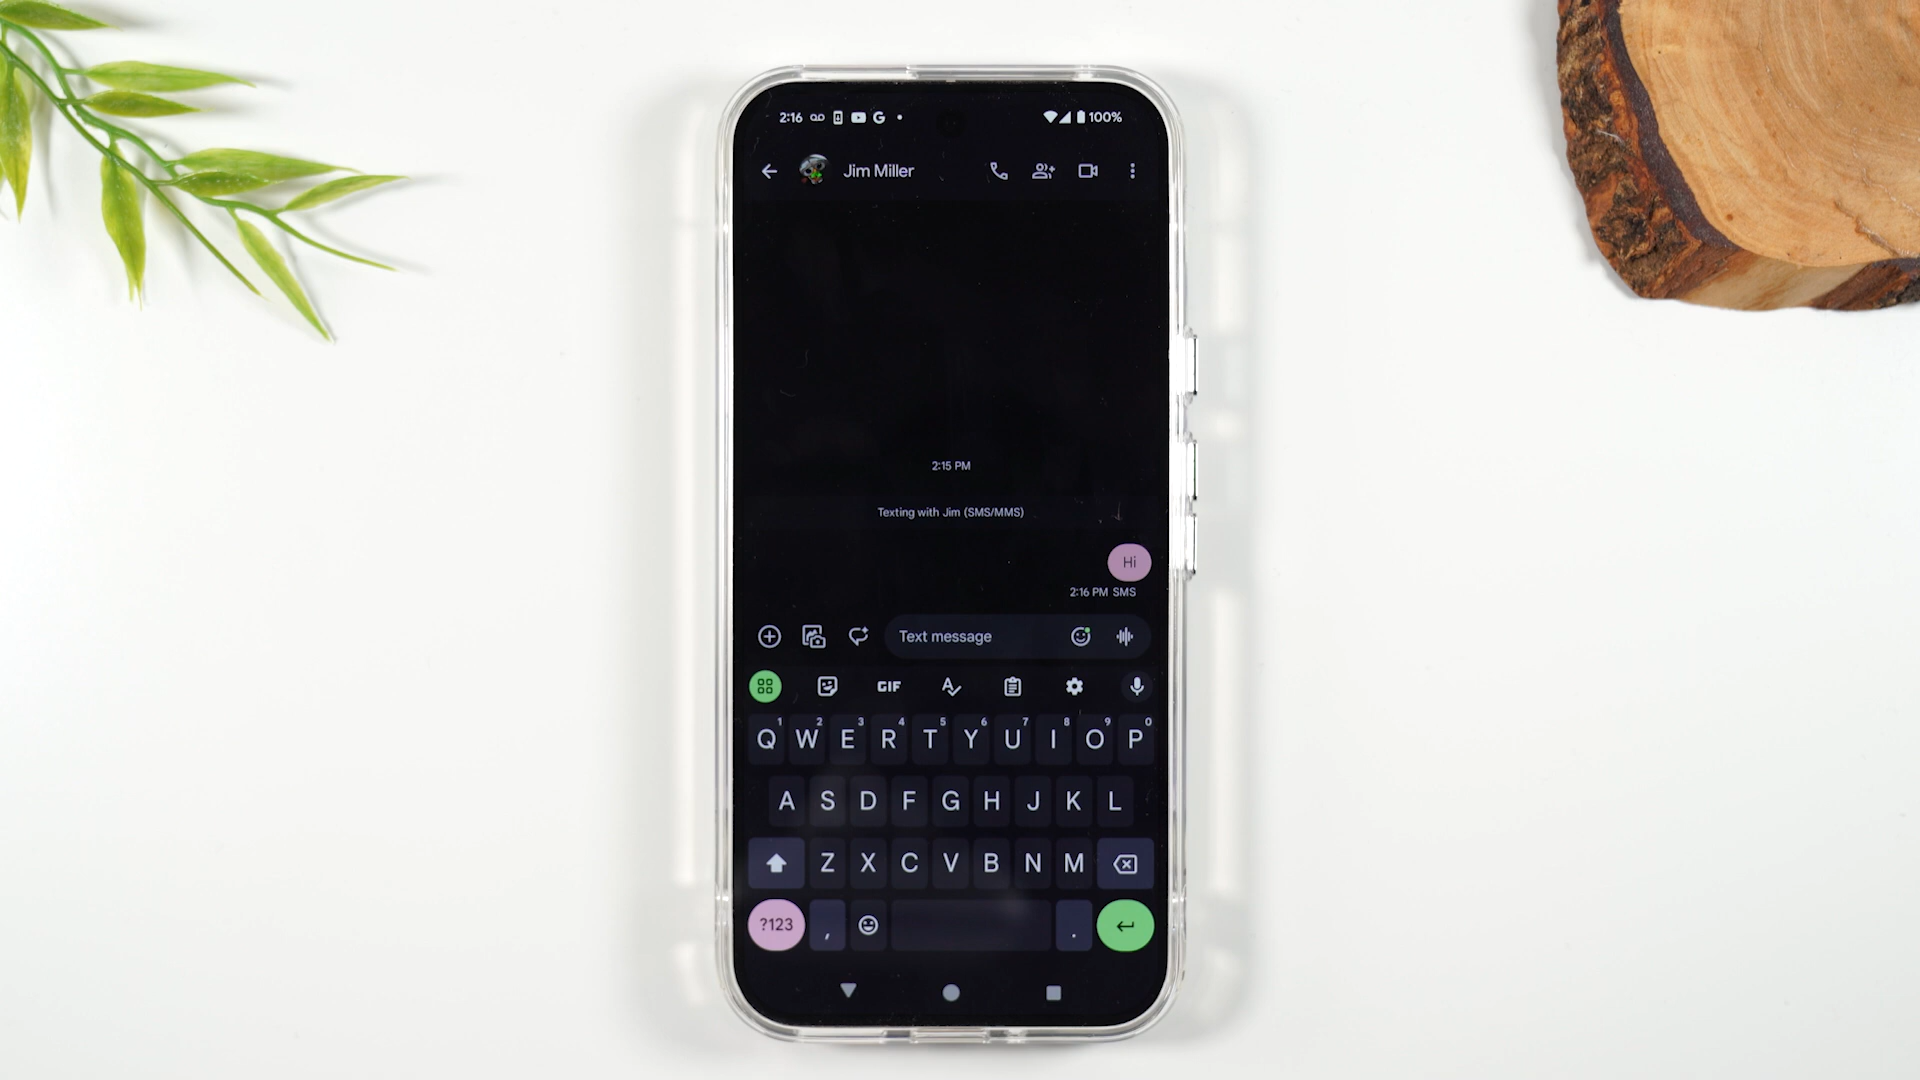 2:16 100%
Jim Miller
2:15 PM
Texting with Jim (SMS/MMS)
Hi
2:16 PM SMS
Text message
GIF
1 2 3 4 5 6 7 8 9 0
Q W E R T Y U I O P
A S D F G H J K L
Z X C V B N M
?123 , .